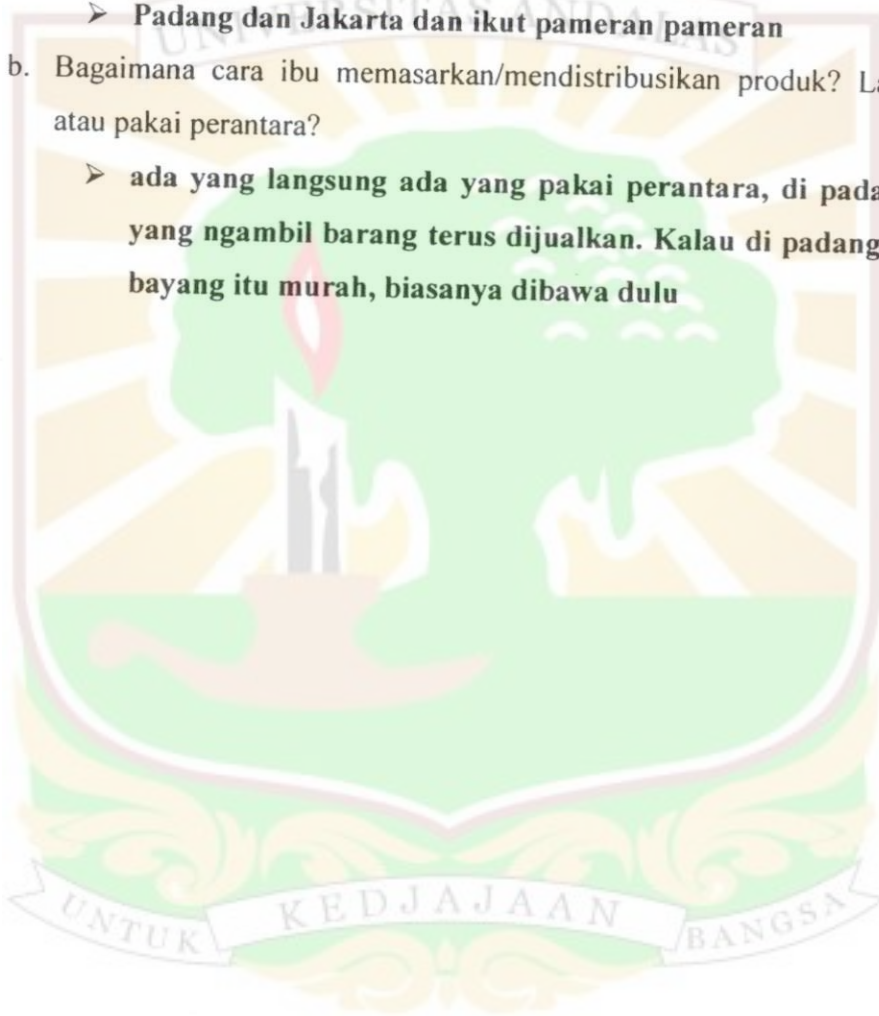 ➤ Padang dan Jakarta dan ikut pameran pameran
UNIVERSITAS ANDALAS
b. Bagaimana cara ibu memasarkan/mendistribusikan produk?
atau pakai perantara?
➤ ada yang langsung ada yang pakai perantara, di
yang ngambil barang terus dijualkan. Kalau di padang
bayang itu murah, biasanya dibawa dulu
UNTUK KEDJAJAAN BANGSA